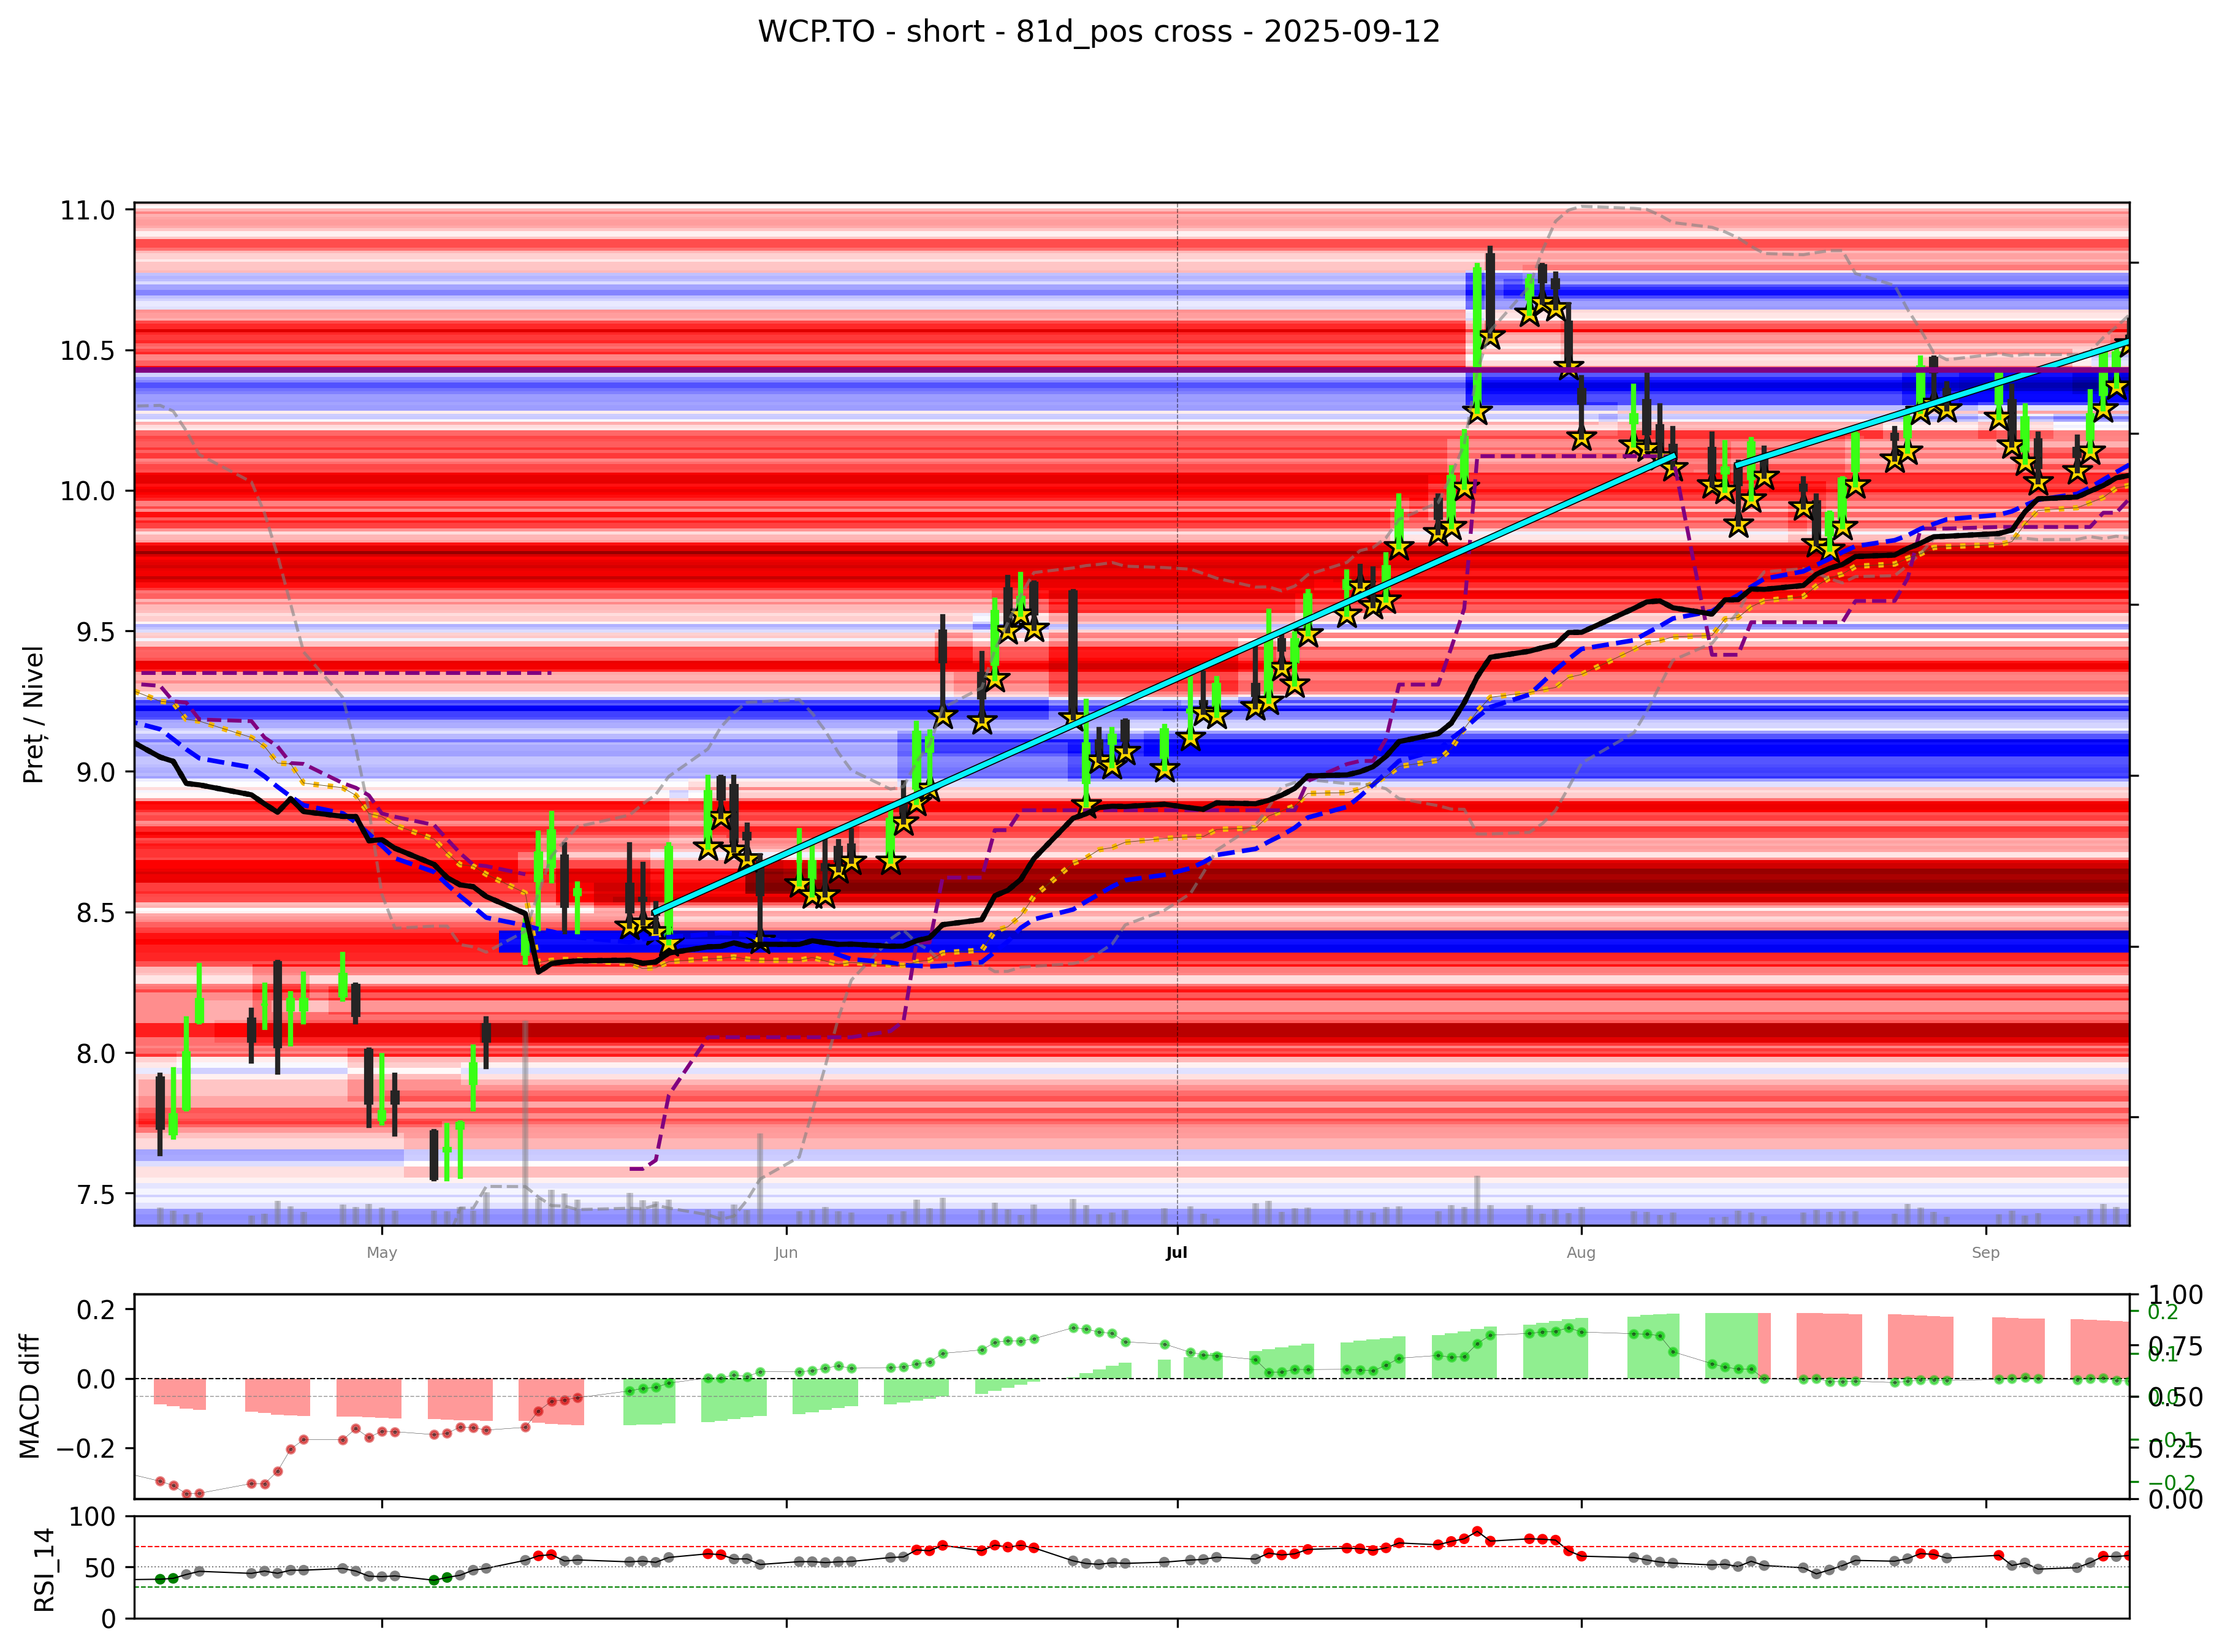 WCP.TO - short - 81d_pos cross - 2025-09-12
Preț / Nivel
11.0
10.5
10.0
9.5
9.0
8.5
8.0
7.5
May
Jun
Jul
Aug
Sep
MACD diff
0.2
0.0
−0.2
1.00
0.75
0.50
0.25
0.00
0.2
0.1
0.0
−0.1
−0.2
RSI_14
100
50
0